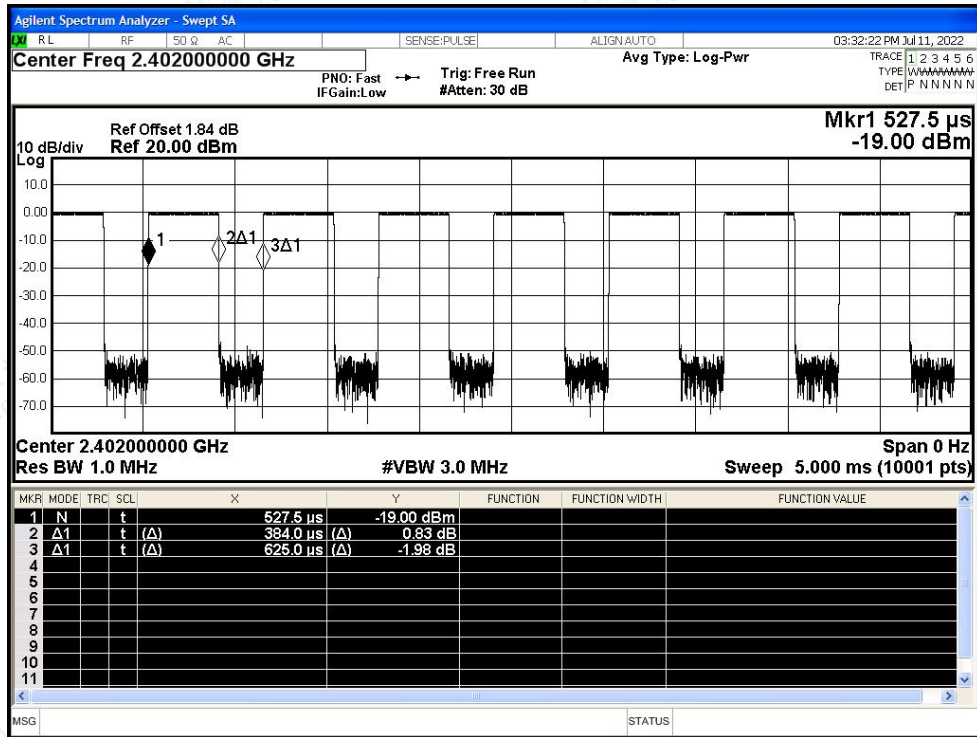 Agilent Spectrum Analyzer - Swept SA
LXI RL RF 50 Ω AC SENSE:PULSE ALIGN AUTO 03:32:22 PM Jul 11, 2022
Center Freq 2.402000000 GHz
PNO: Fast
IFGain:Low
Trig: Free Run
#Atten: 30 dB
Avg Type: Log-Pwr
TRACE 1 2 3 4 5 6
TYPE
DET P N N N N N
Mkr1 527.5 µs
-19.00 dBm
Ref Offset 1.84 dB
10 dB/div Ref 20.00 dBm
Log
10.0
0.00
-10.0
-20.0
-30.0
-40.0
-50.0
-60.0
-70.0
1
2Δ1
3Δ1
Center 2.402000000 GHz Span 0 Hz
Res BW 1.0 MHz #VBW 3.0 MHz Sweep 5.000 ms (10001 pts)
MKR MODE TRC SCL X Y FUNCTION FUNCTION WIDTH FUNCTION VALUE
1 N t 527.5 µs -19.00 dBm
2 Δ1 t (Δ) 384.0 µs (Δ) 0.83 dB
3 Δ1 t (Δ) 625.0 µs (Δ) -1.98 dB
4
5
6
7
8
9
10
11
MSG STATUS